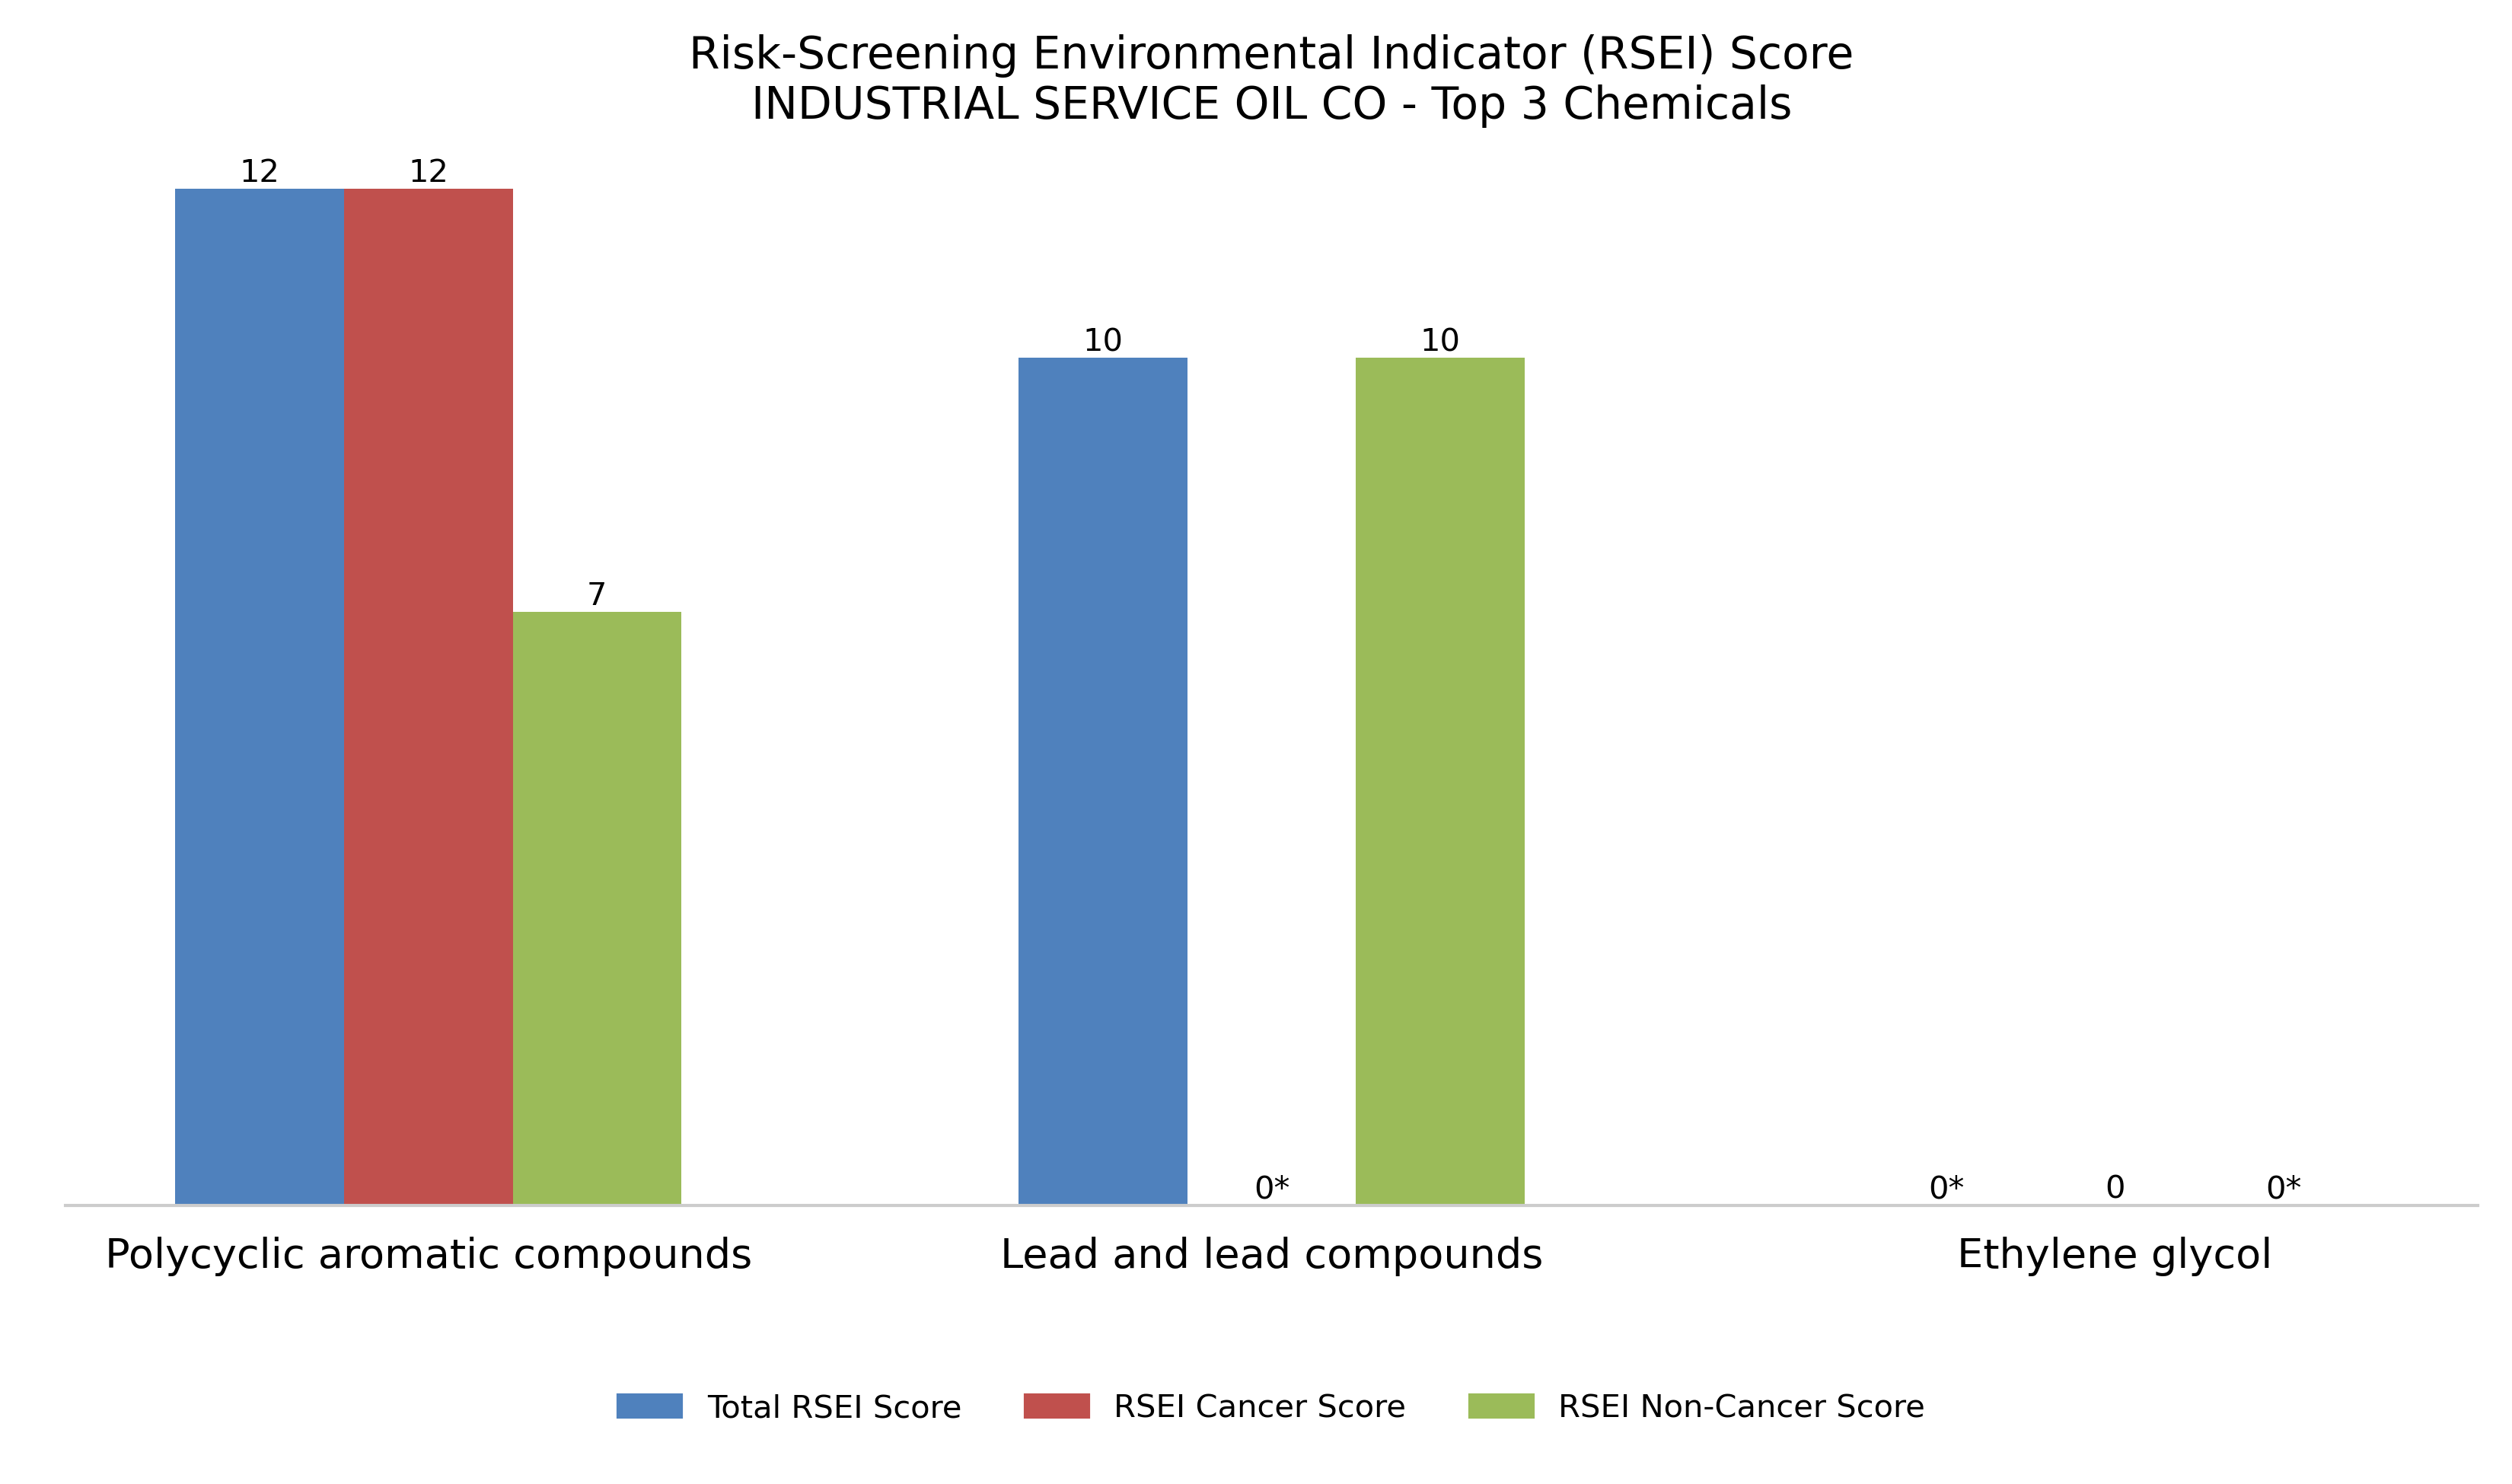 Risk-Screening Environmental Indicator (RSEI) Score
INDUSTRIAL SERVICE OIL CO - Top 3 Chemicals
12
12
7
10
0*
10
0*
0
0*
Polycyclic aromatic compounds
Lead and lead compounds
Ethylene glycol
Total RSEI Score
RSEI Cancer Score
RSEI Non-Cancer Score